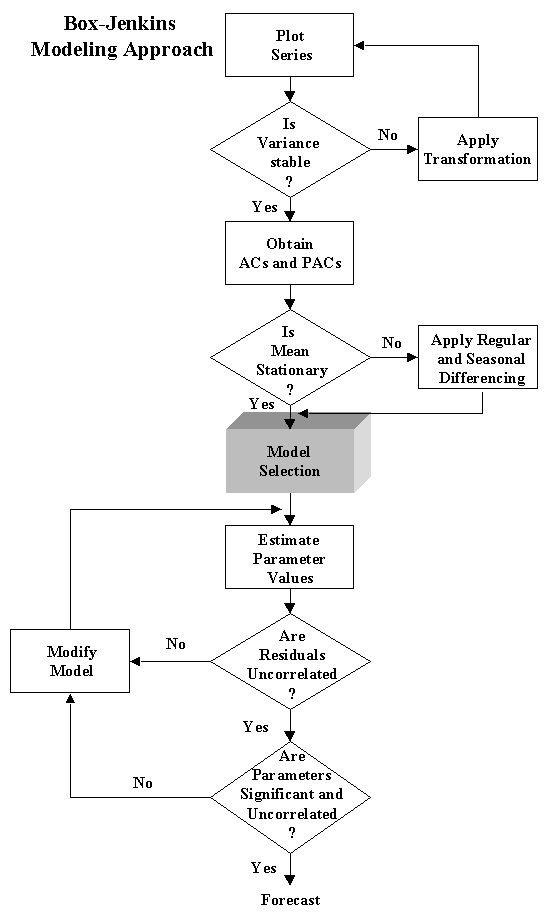 Box-Jenkins
Modeling Approach
Plot
Series
Is
Variance
stable
?
No
Apply
Transformation
Yes
Obtain
ACs and PACs
Is
Mean
Stationary
?
No
Apply Regular
and Seasonal
Differencing
Yes
Model
Selection
Estimate
Parameter
Values
Are
Residuals
Uncorrelated
?
No
Modify
Model
Yes
Are
Parameters
Significant and
Uncorrelated
?
No
Yes
Forecast